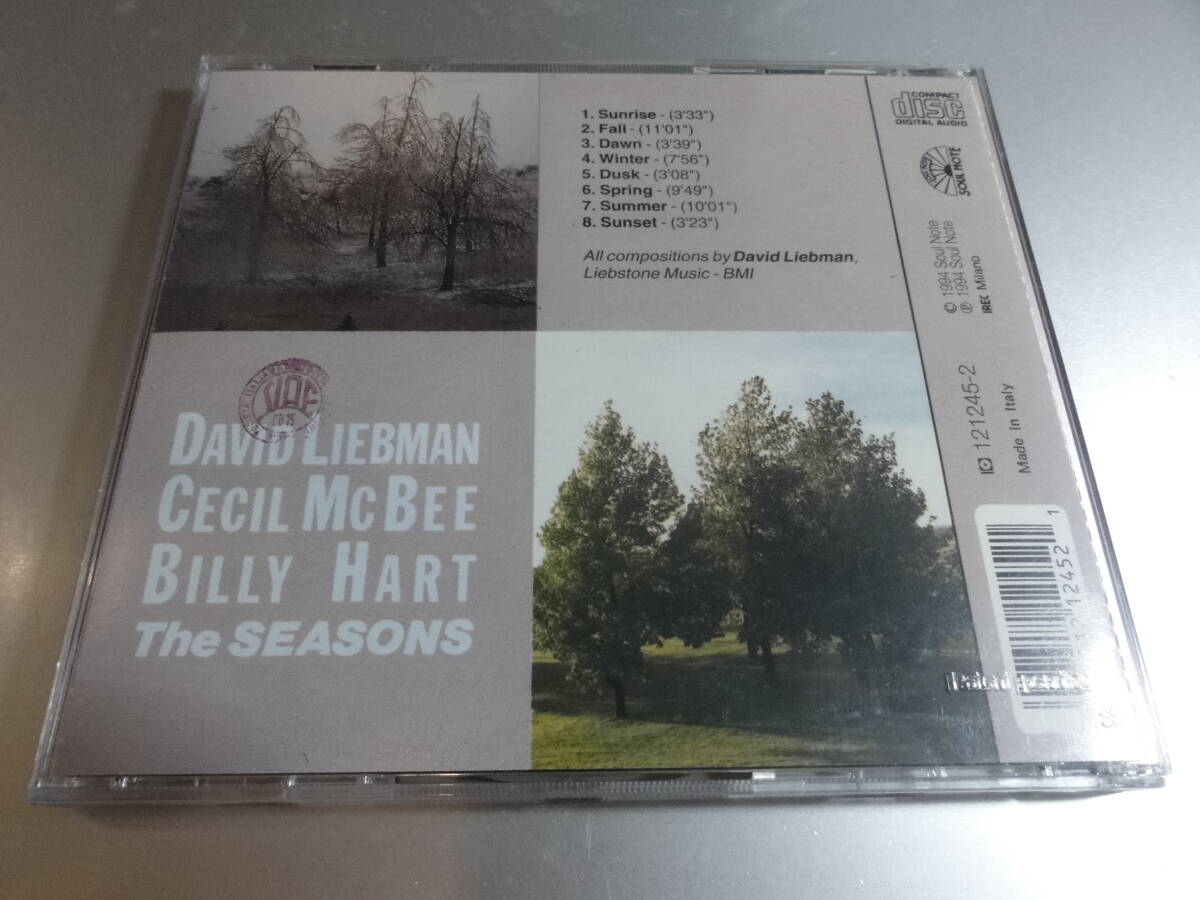 1. Sunrise - (3'33")
2. Fall - (11'01")
3. Dawn - (3'39")
4. Winter - (7'56")
5. Dusk - (3'08")
6. Spring - (9'49")
7. Summer - (10'01")
8. Sunset - (3'23")
All compositions by David Liebman,
Liebstone Music - BMI
DAVID LIEBMAN
CECIL MCBEE
BILLY HART
The SEASONS
COMPACT
disc
DIGITAL AUDIO
SOUL NOTE
© 1994 Soul Note
℗ 1994 Soul Note
IREC Milano
121245-2
Made in Italy